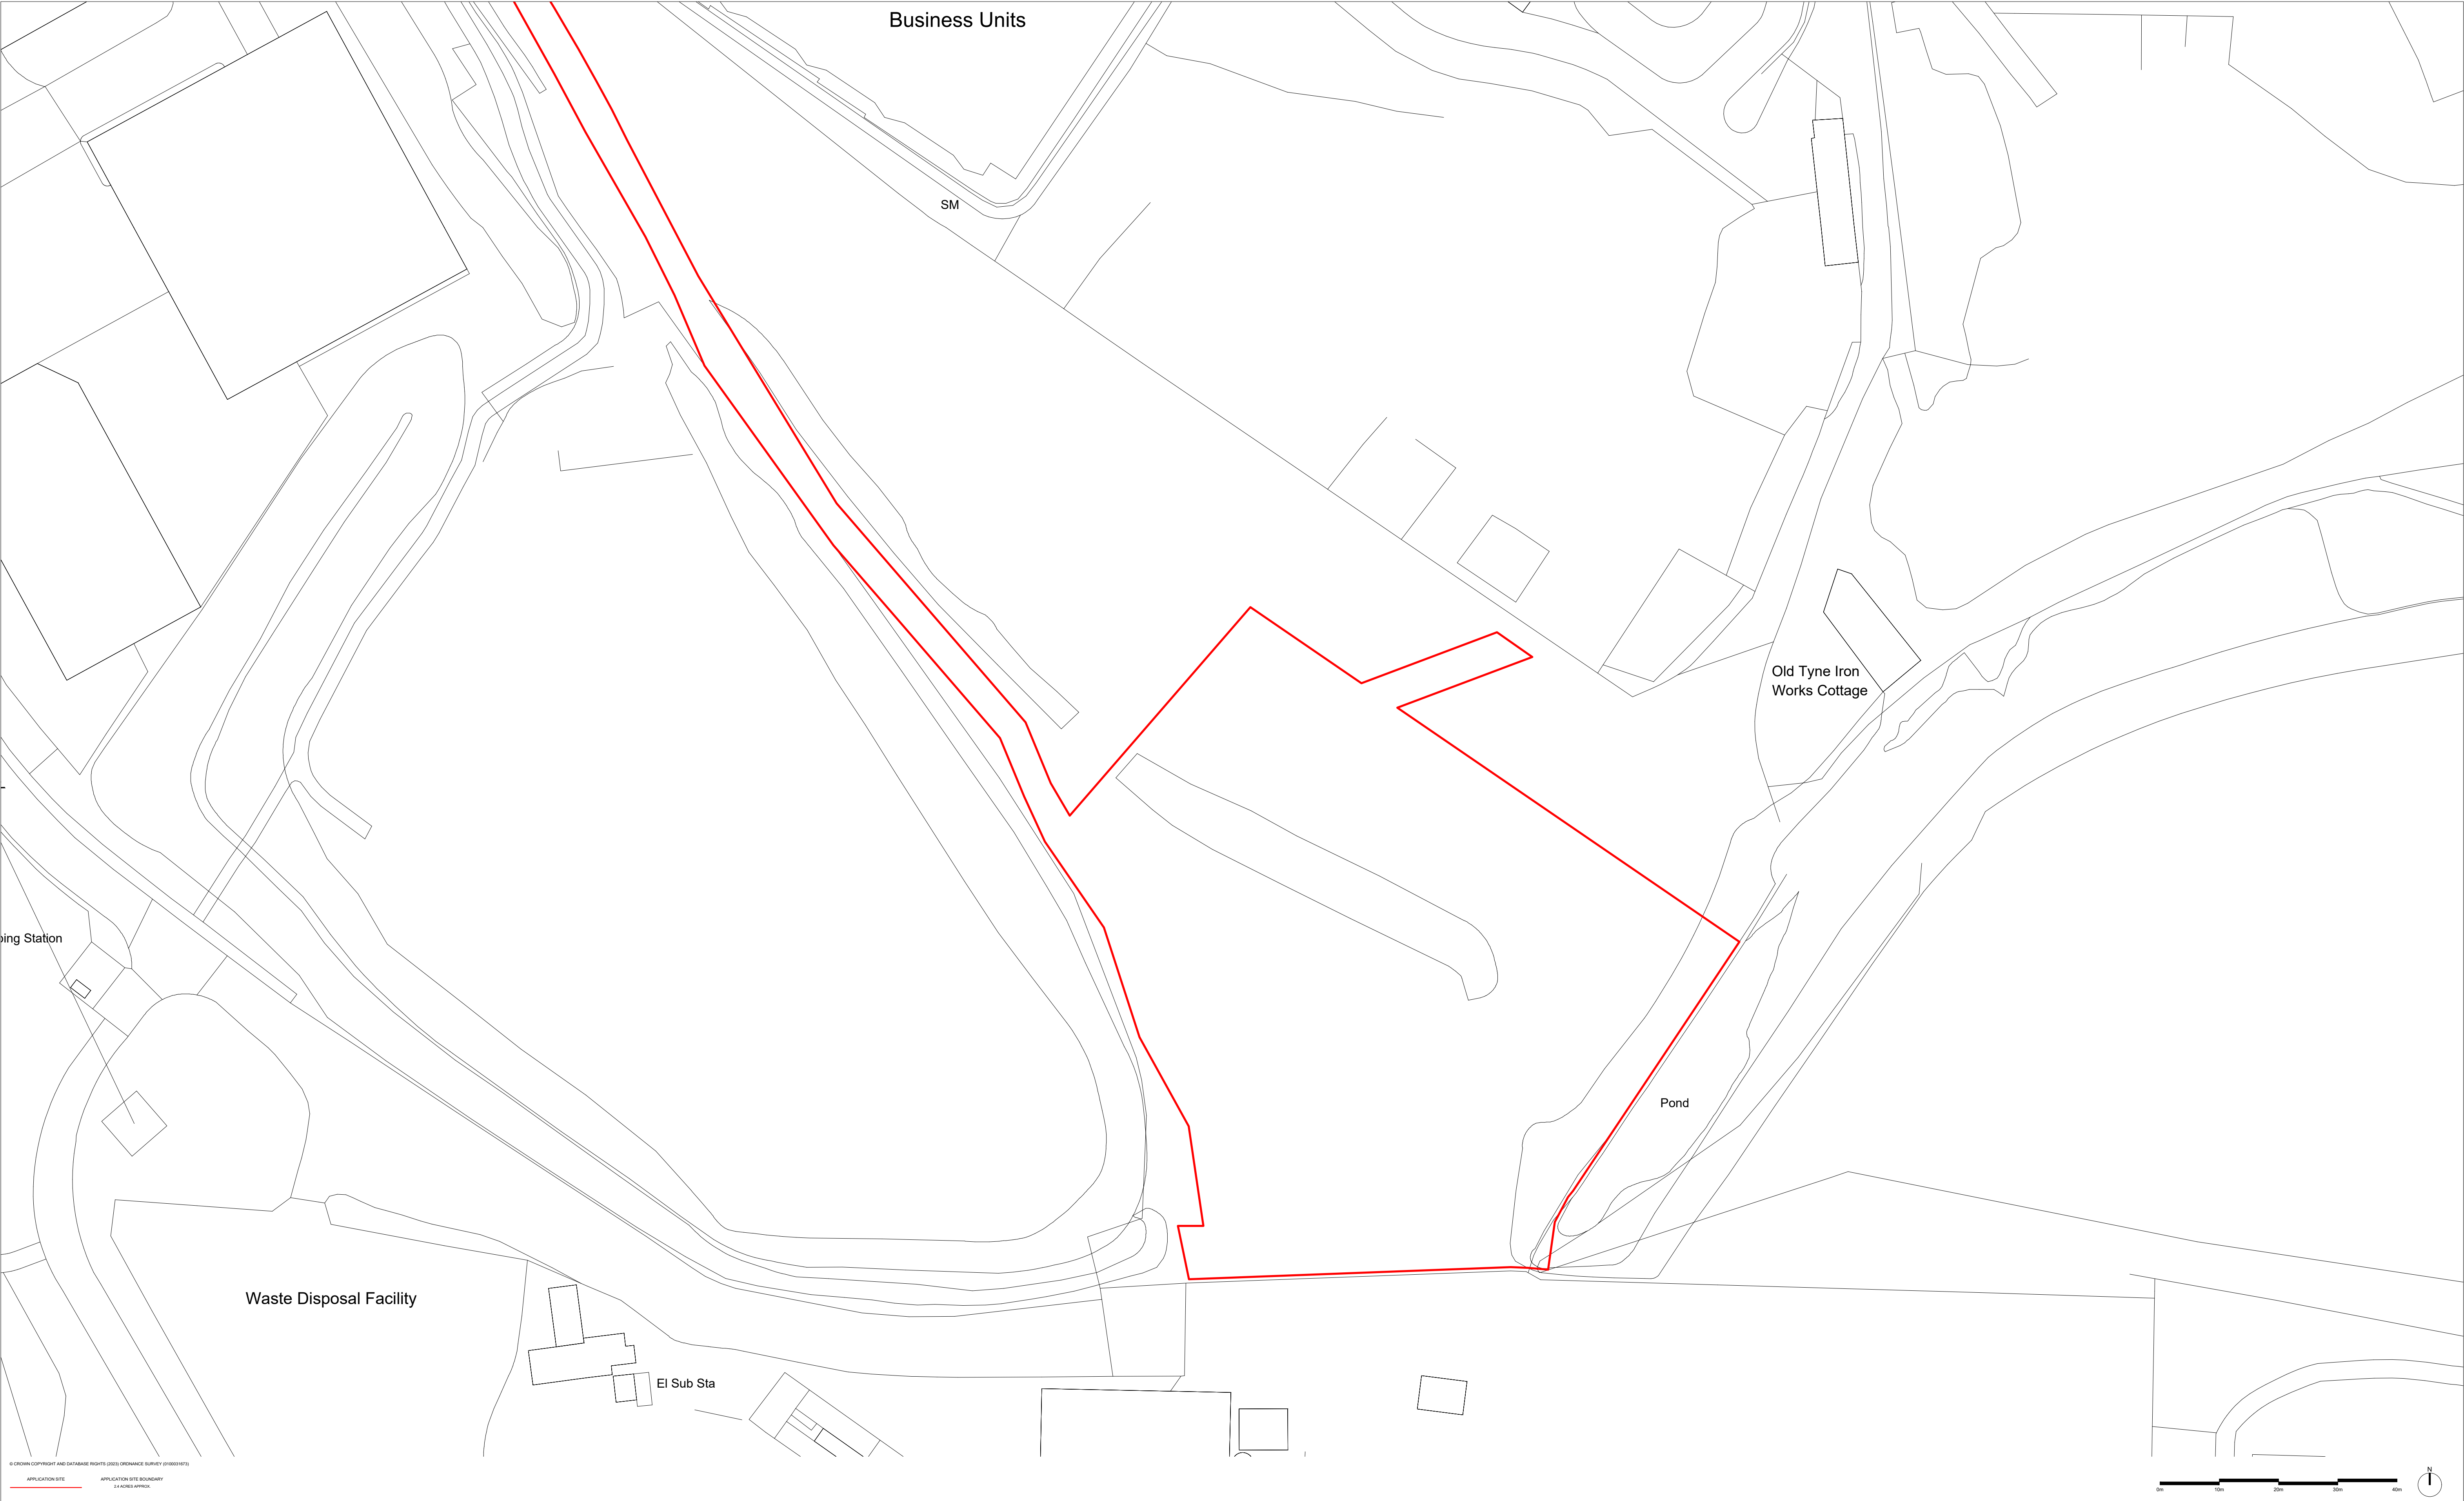 Business Units
SM
Old Tyne Iron
Works Cottage
ing Station
Pond
Waste Disposal Facility
El Sub Sta
© CROWN COPYRIGHT AND DATABASE RIGHTS (2023) ORDNANCE SURVEY (0100031673)
APPLICATION SITE
APPLICATION SITE BOUNDARY
2.4 ACRES APPROX
0m 10m 20m 30m 40m
N